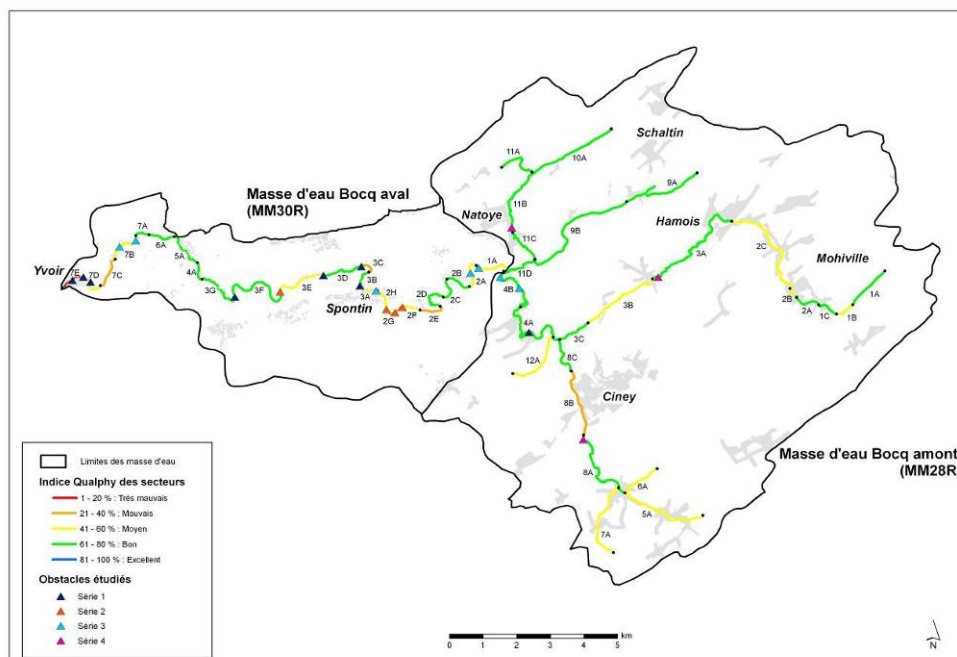 Schaltin
11A
10A
Masse d'eau Bocq aval
(MM30R)
9A
11B
Natoye
Hamois
7A
6A
11C
9B
3A
2C
Mohiville
7B
5A
Yvoir
7E
7D
7C
4A
3C
3D
3B
1A
11D
2B
2A
4B
1A
3G
3F
3E
3A
2H
2D
2C
3B
2B
2A
1C
1B
Spontin
2G
2F
2E
4A
3C
12A
8C
8B
Ciney
Masse d'eau Bocq amont
(MM28R)
8A
6A
5A
7A
Limites des masse d'eau
Indice Qualphy des secteurs
1 - 20 % : Très mauvais
21 - 40 % : Mauvais
41 - 60 % : Moyen
61 - 80 % : Bon
81 - 100 % : Excellent
Obstacles étudiés
Série 1
Série 2
Série 3
Série 4
0 1 2 3 4 5
km
N